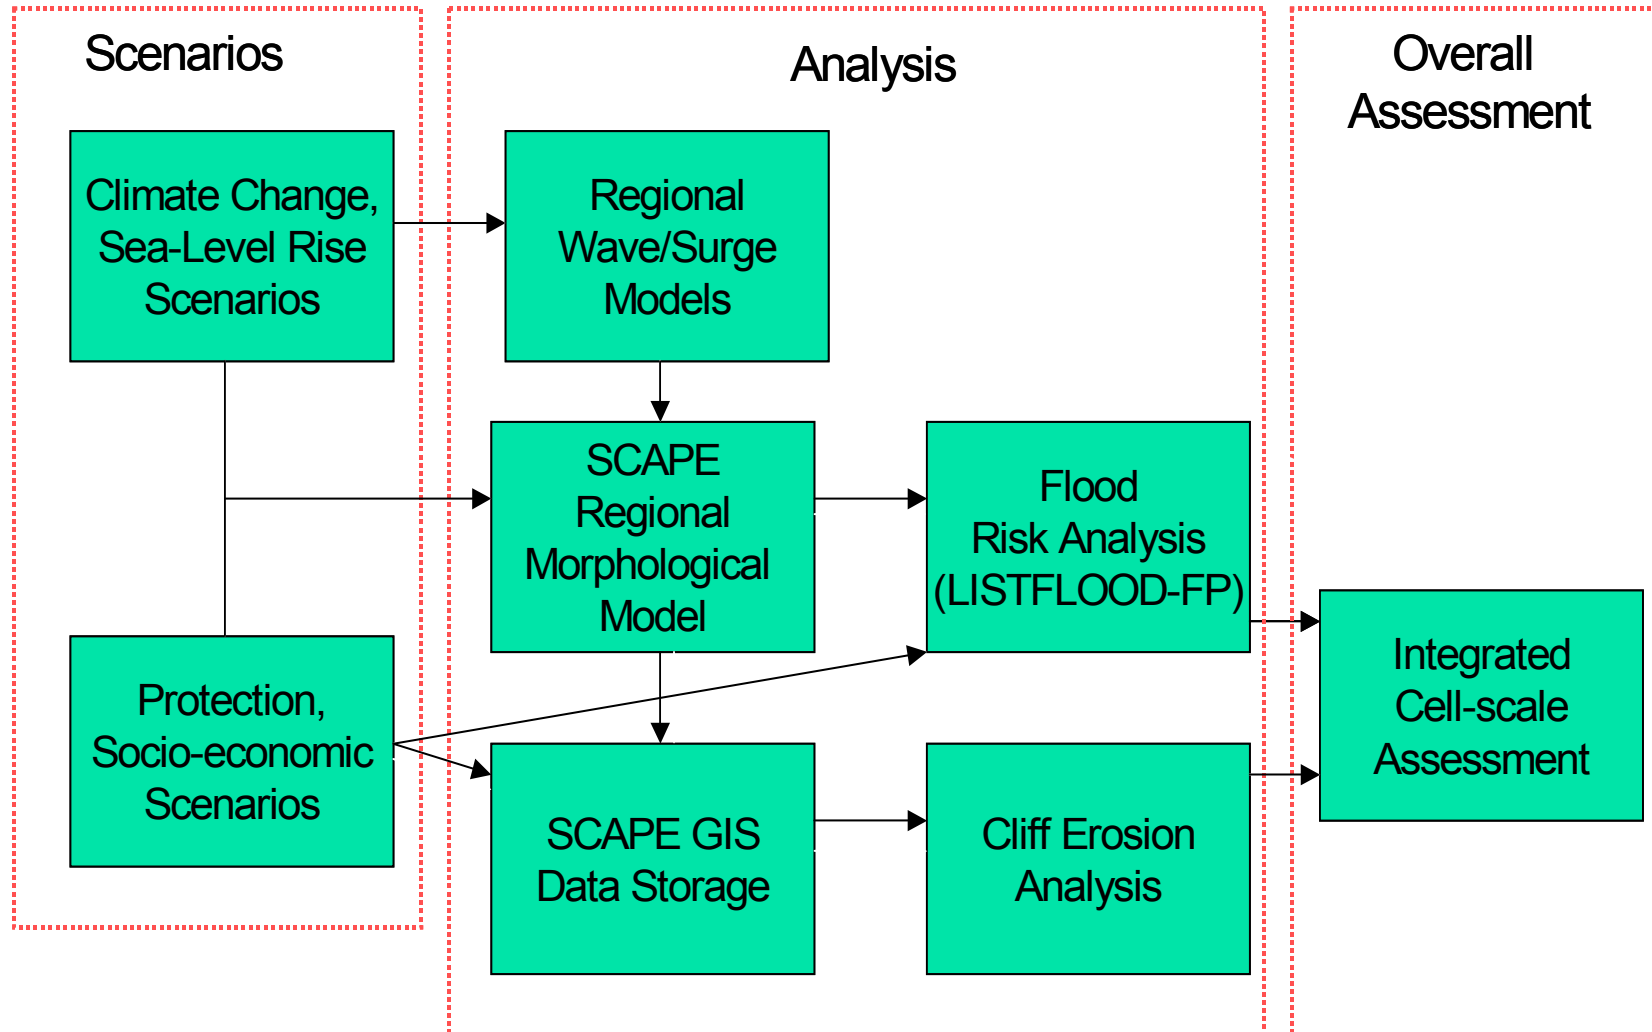 Scenarios
Analysis
Overall
Assessment
Climate Change,
Sea-Level Rise
Scenarios
Regional
Wave/Surge
Models
SCAPE
Regional
Morphological
Model
Flood
Risk Analysis
(LISTFLOOD-FP)
Protection,
Socio-economic
Scenarios
SCAPE GIS
Data Storage
Cliff Erosion
Analysis
Integrated
Cell-scale
Assessment